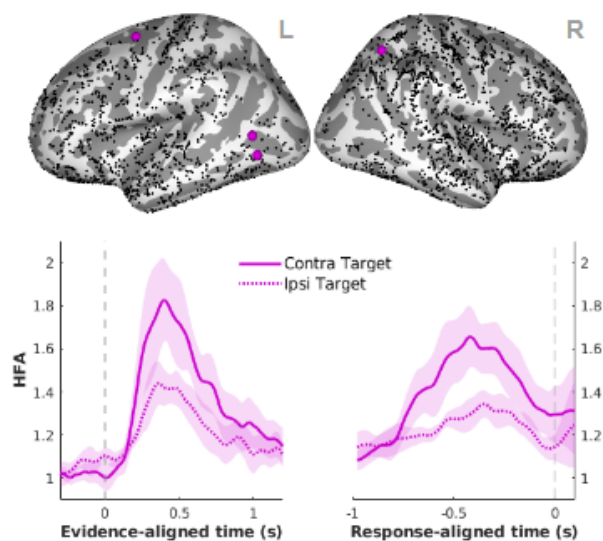 L
R
Contra Target
Ipsi Target
HFA
2
1.8
1.6
1.4
1.2
1
0
0.5
1
Evidence-aligned time (s)
2
1.8
1.6
1.4
1.2
1
-1
-0.5
0
Response-aligned time (s)